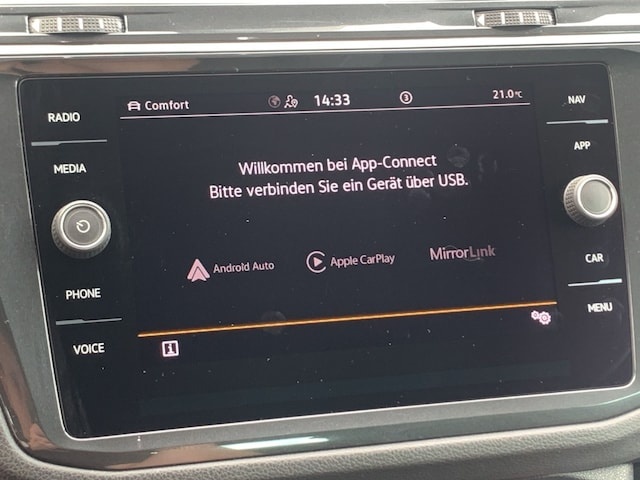 RADIO
MEDIA
PHONE
VOICE
Comfort
14:33
3
21.0°C
Willkommen bei App-Connect
Bitte verbinden Sie ein Gerät über USB.
Android Auto
Apple CarPlay
MirrorLink
NAV
APP
CAR
MENU